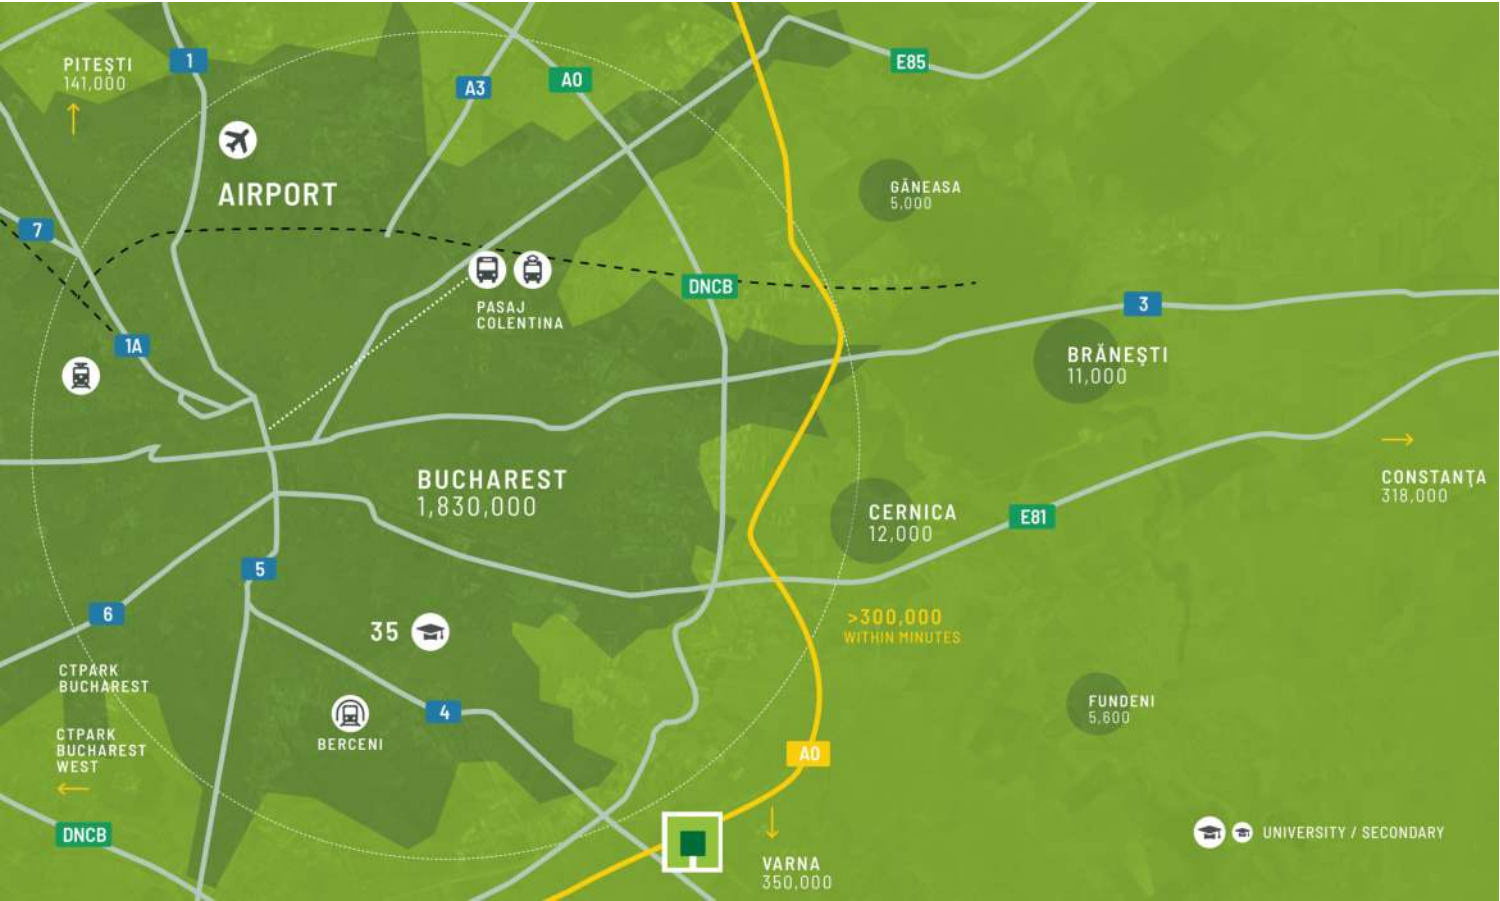 PITEȘTI
141,000
1
A3
A0
E85
AIRPORT
7
GĂNEASA
5,000
DNCB
PASAJ
COLENTINA
3
1A
BRĂNEȘTI
11,000
BUCHAREST
1,830,000
CONSTANȚA
318,000
CERNICA
12,000
E81
5
6
35
>300,000
WITHIN MINUTES
CTPARK
BUCHAREST
FUNDENI
5,600
4
BERCENI
CTPARK
BUCHAREST
WEST
A0
DNCB
UNIVERSITY / SECONDARY
VARNA
350,000